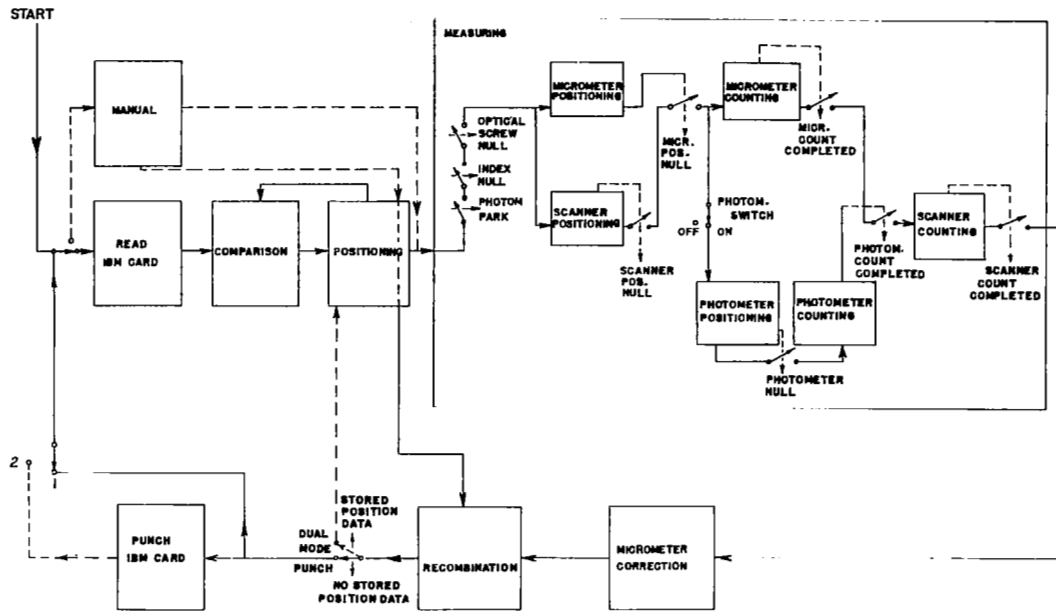 START
MEASURING
MANUAL
OPTICAL
SCREW
NULL
INDEX
NULL
PHOTOM
PARK
MICROMETER
POSITIONING
MICR.
POS.
NULL
MICROMETER
COUNTING
MICR.
COUNT
COMPLETED
READ
IBM CARD
COMPARISON
POSITIONING
SCANNER
POSITIONING
SCANNER
POS.
NULL
PHOTOM.
SWITCH
OFF
ON
PHOTOM.
COUNT
COMPLETED
SCANNER
COUNTING
SCANNER
COUNT
COMPLETED
PHOTOMETER
POSITIONING
PHOTOMETER
COUNTING
PHOTOMETER
NULL
2
PUNCH
IBM CARD
STORED
POSITION
DATA
DUAL
MODE
PUNCH
NO STORED
POSITION DATA
RECOMBINATION
MICROMETER
CORRECTION